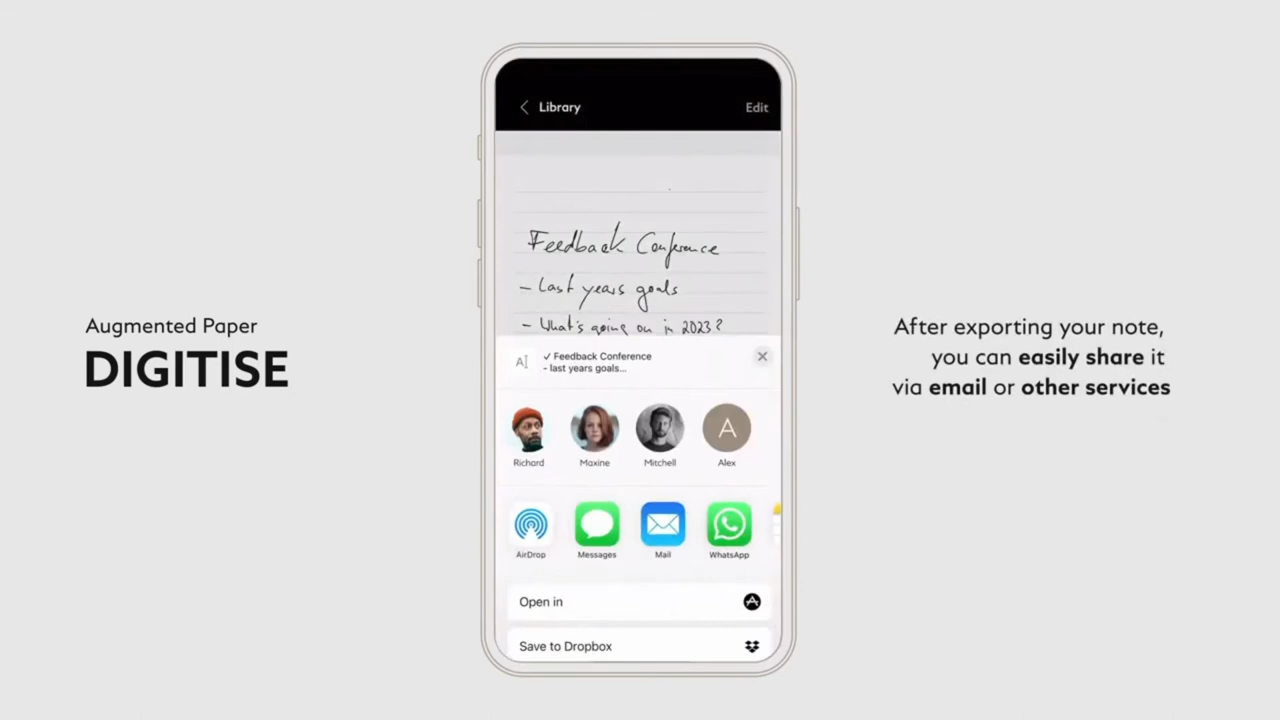 Augmented Paper
DIGITISE
Library
Edit
Feedback Conference
- Last years goals
- What's going on in 2023?
A
✓ Feedback Conference
- last years goals...
A
Richard
Maxine
Mitchell
Alex
AirDrop
Messages
Mail
WhatsApp
Open in
Save to Dropbox
After exporting your note,
you can easily share it
via email or other services